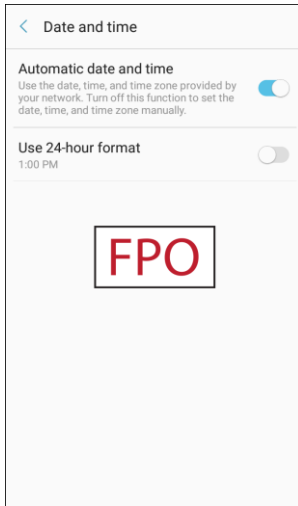 Date and time
Automatic date and time
Use the date, time, and time zone provided by
your network. Turn off this function to set the
date, time, and time zone manually.
Use 24-hour format
1:00 PM
FPO